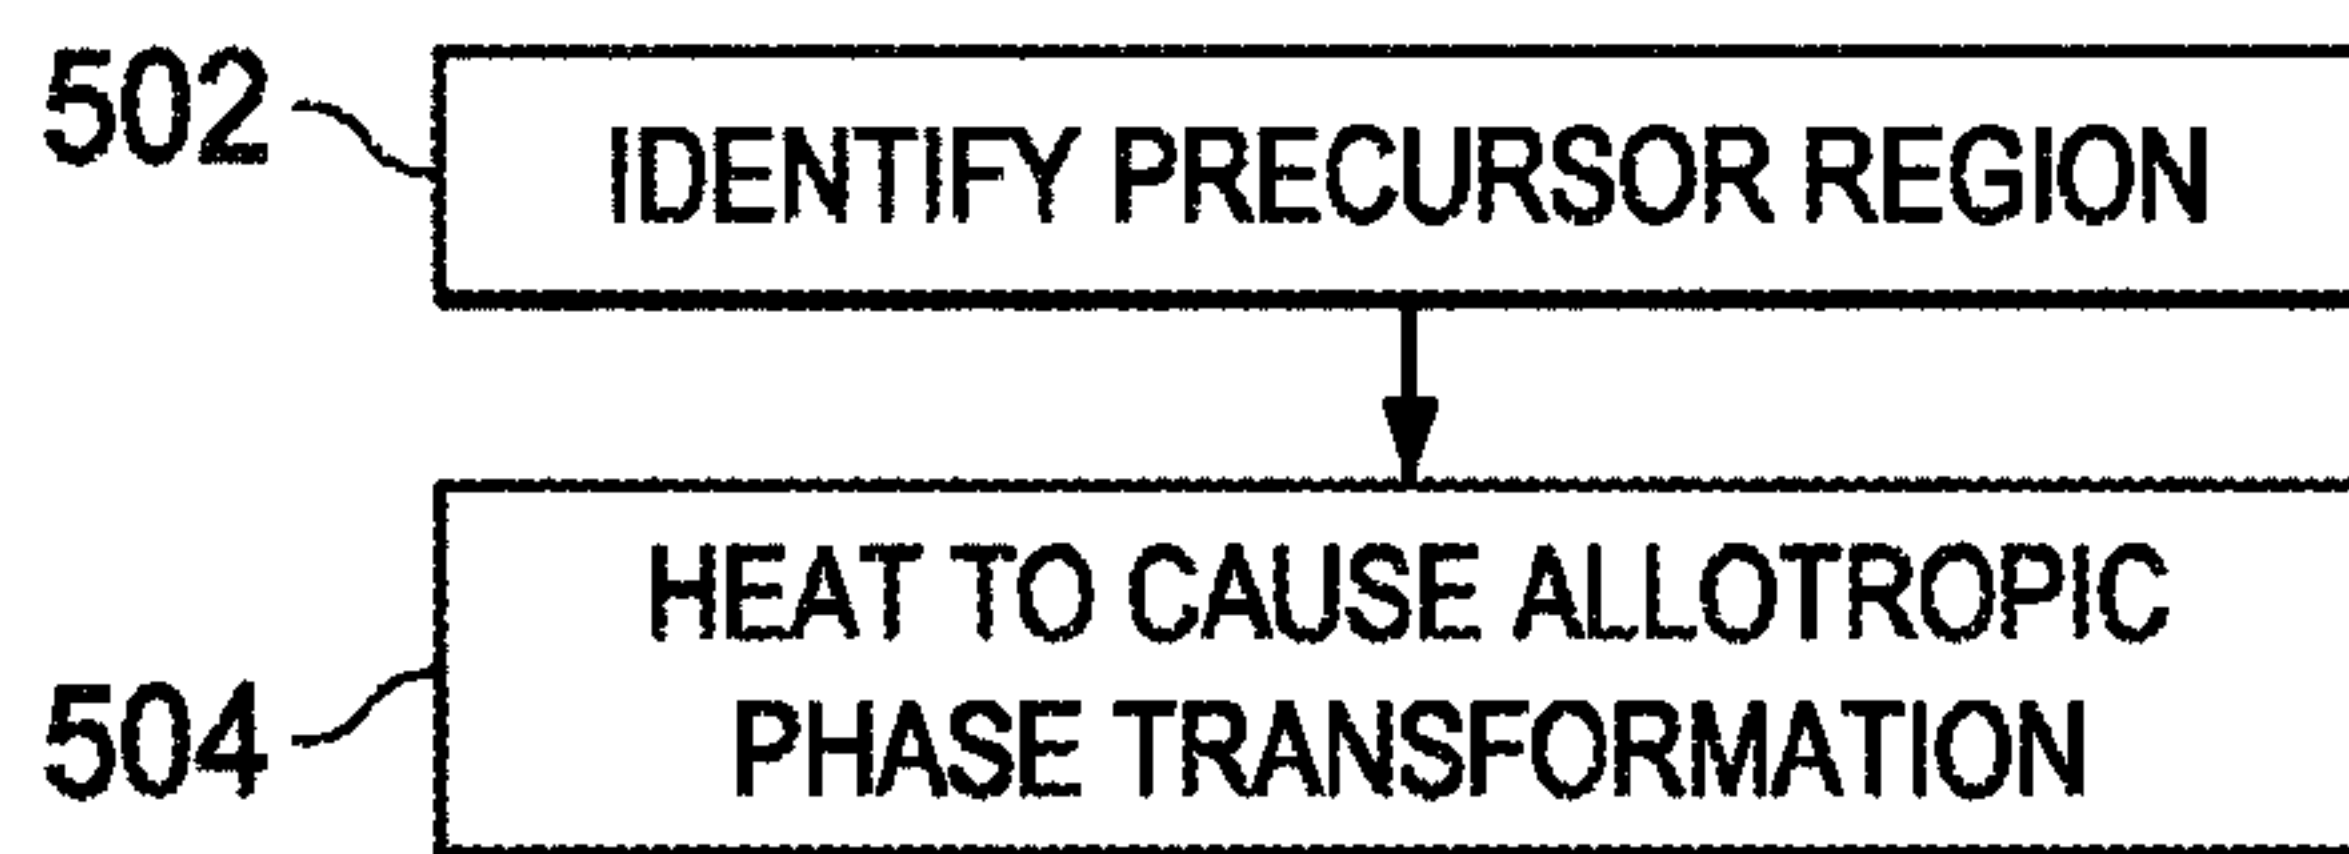 502
IDENTIFY PRECURSOR REGION
HEAT TO CAUSE ALLOTROPIC
PHASE TRANSFORMATION
504